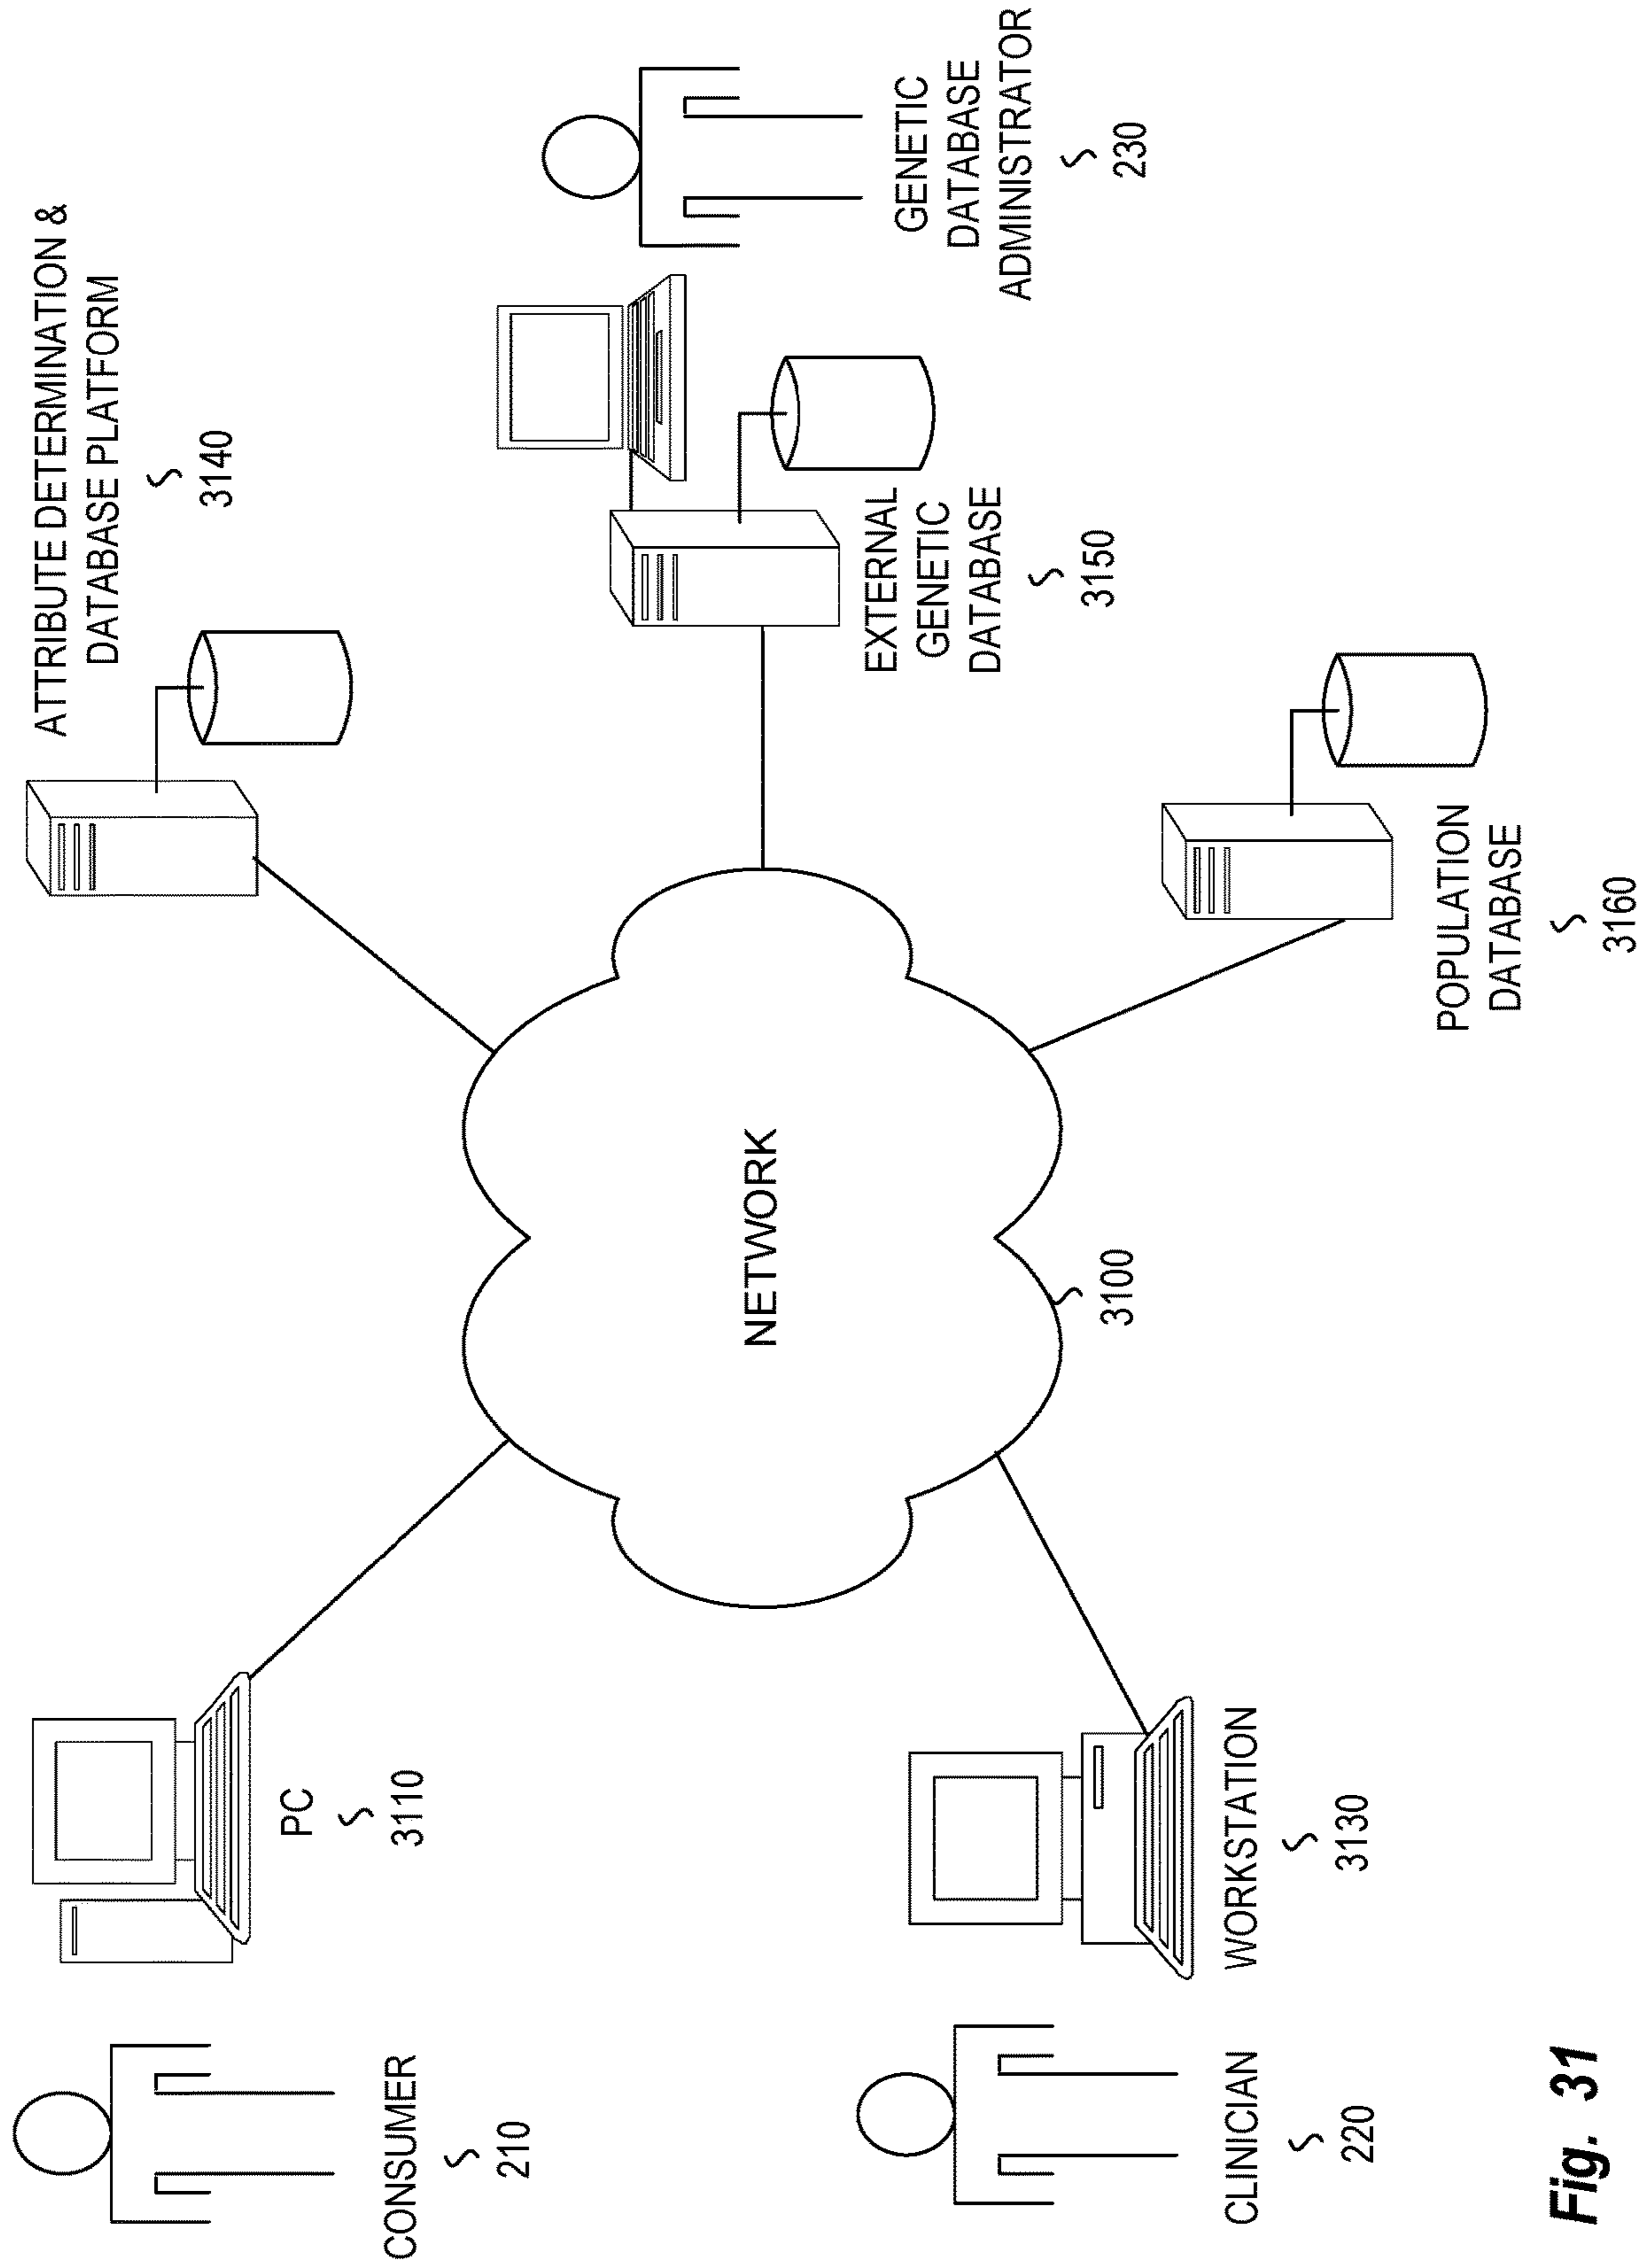 CONSUMER
210
PC
3110
ATTRIBUTE DETERMINATION &
DATABASE PLATFORM
3140
NETWORK
3100
EXTERNAL
GENETIC
DATABASE
3150
GENETIC
DATABASE
ADMINISTRATOR
230
CLINICIAN
220
WORKSTATION
3130
POPULATION
DATABASE
3160
Fig. 31